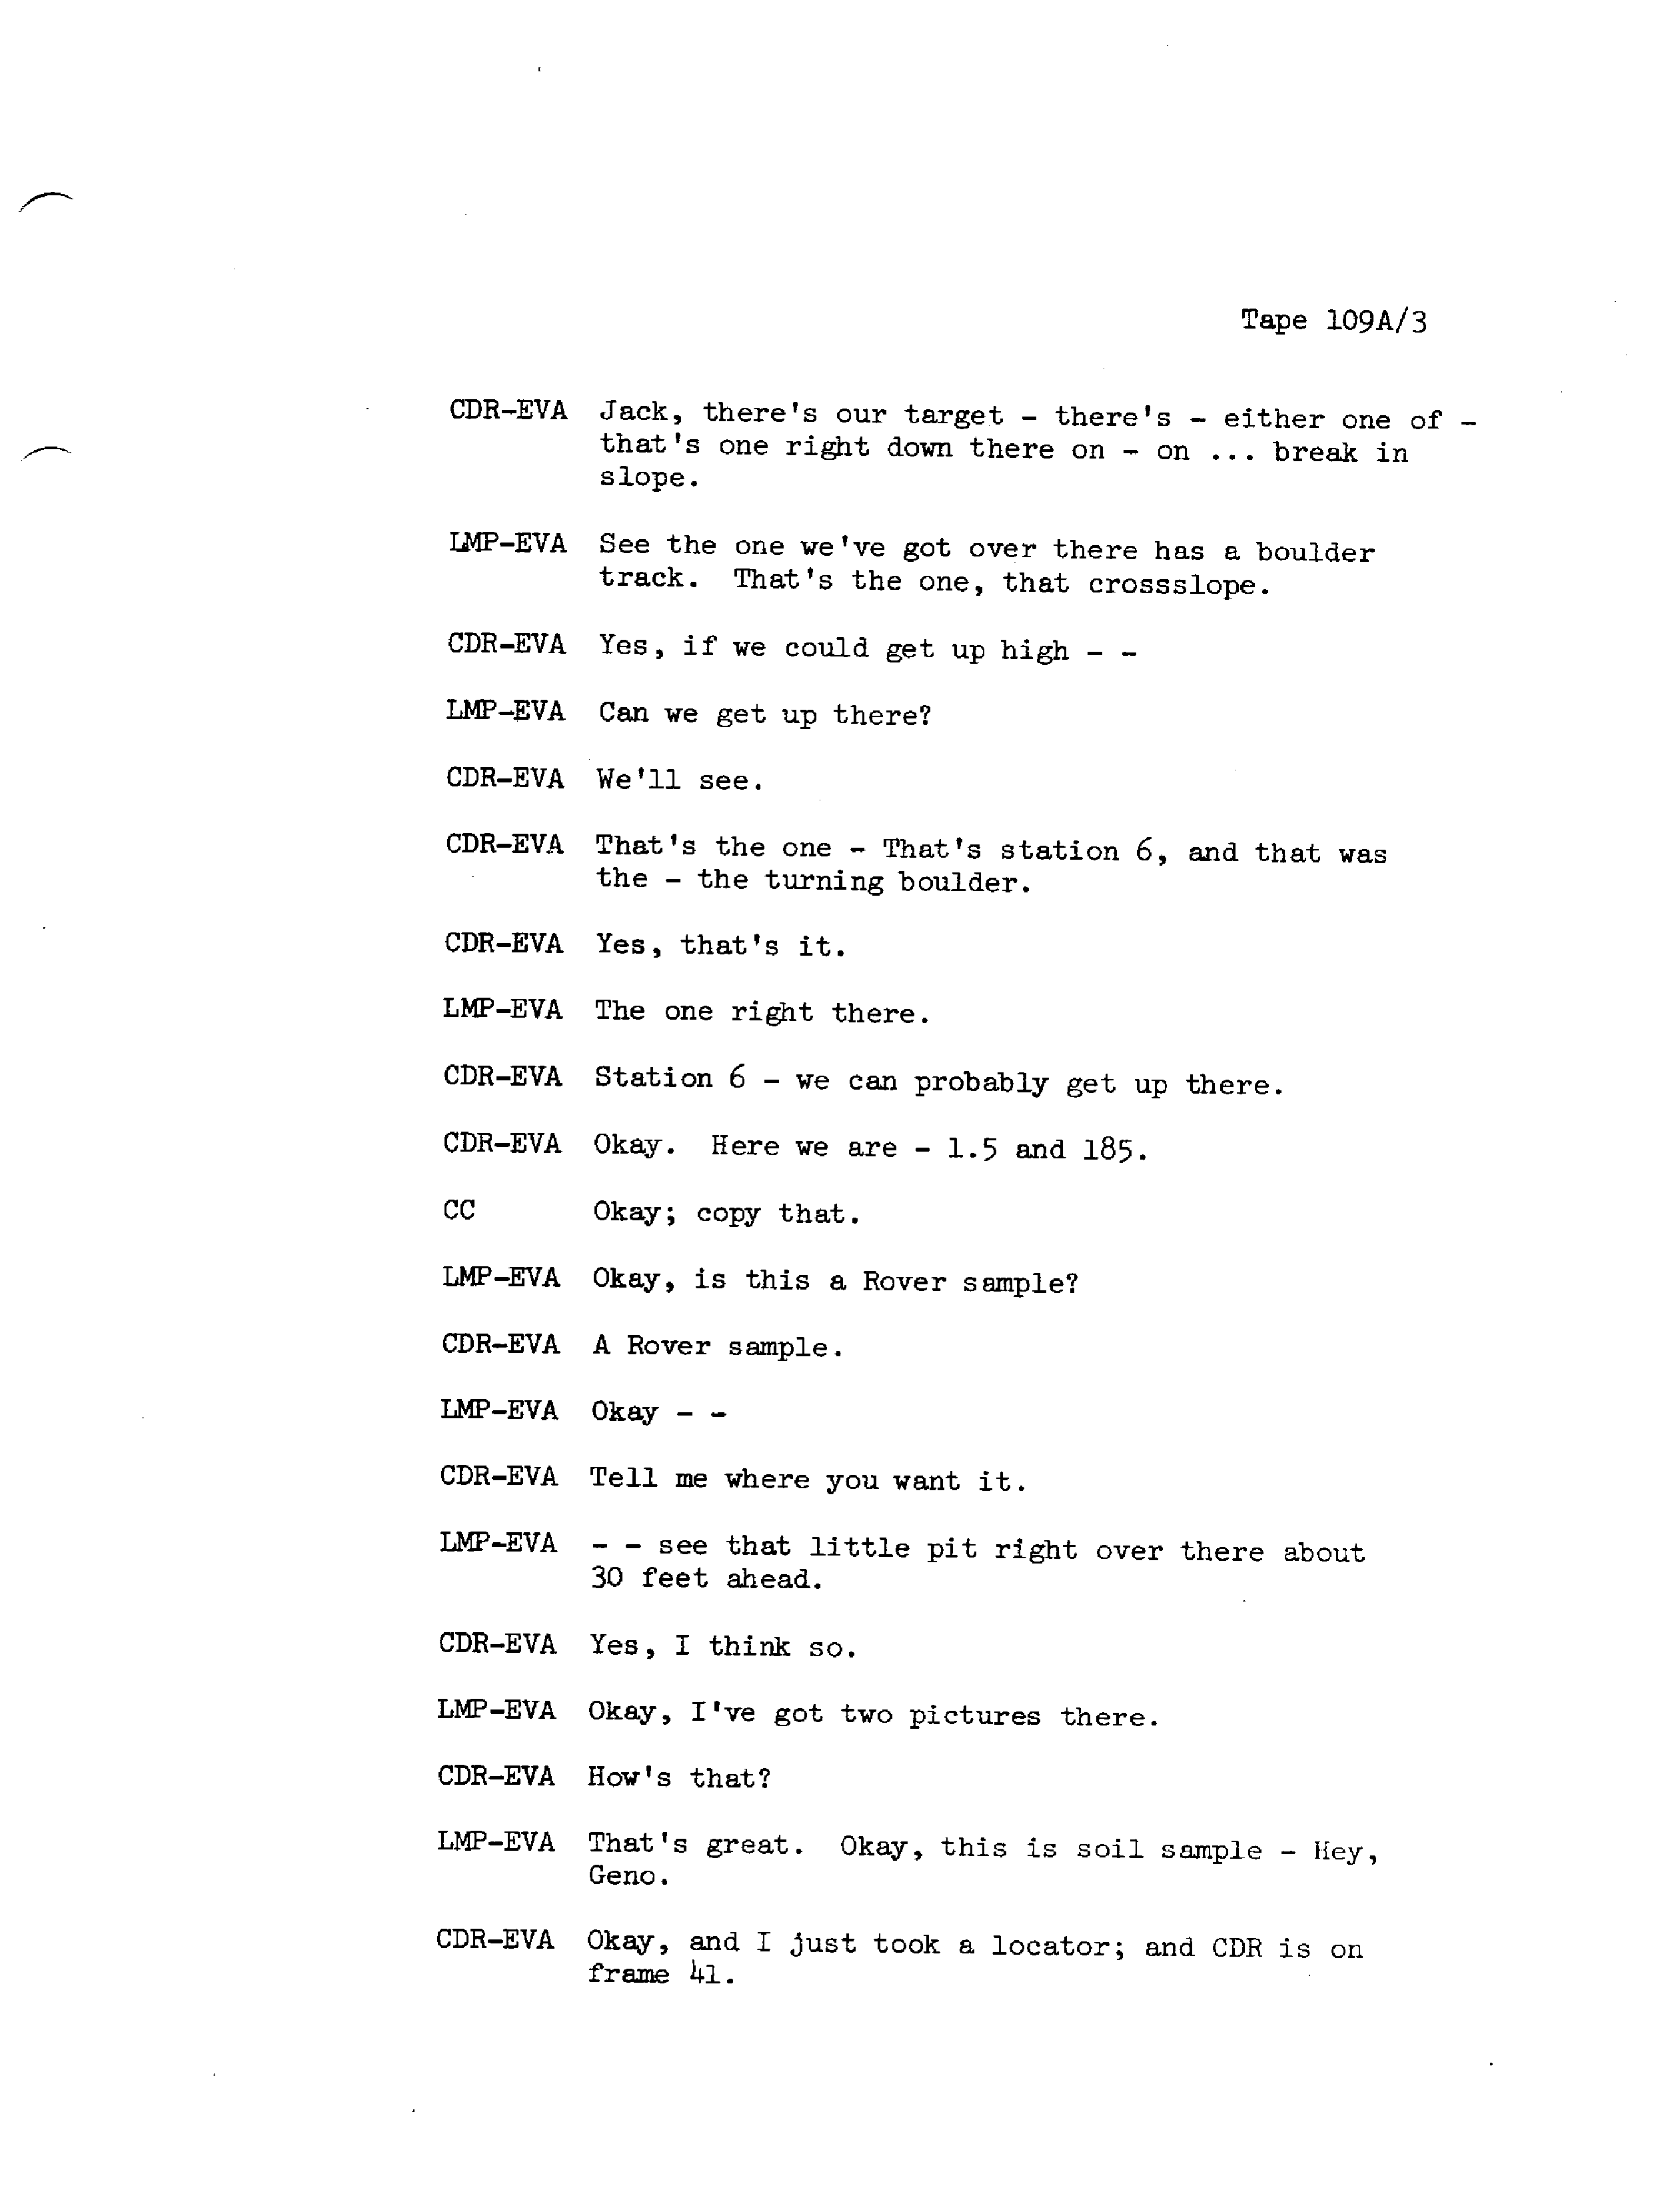 Tape 109A/3
CDR-EVA Jack, there's our target - there's - either one of -
that's one right down there on - on ... break in
slope.
LMP-EVA See the one we've got over there has a boulder
track. That's the one, that crossslope.
CDR-EVA Yes, if we could get up high - -
LMP-EVA Can we get up there?
CDR-EVA We'll see.
CDR-EVA That's the one - That's station 6, and that was
the - the turning boulder.
CDR-EVA Yes, that's it.
LMP-EVA The one right there.
CDR-EVA Station 6 - we can probably get up there.
CDR-EVA Okay. Here we are - 1.5 and 185.
CC Okay; copy that.
LMP-EVA Okay, is this a Rover sample?
CDR-EVA A Rover sample.
LMP-EVA Okay - -
CDR-EVA Tell me where you want it.
LMP-EVA - - see that little pit right over there about
30 feet ahead.
CDR-EVA Yes, I think so.
LMP-EVA Okay, I've got two pictures there.
CDR-EVA How's that?
LMP-EVA That's great. Okay, this is soil sample - Hey,
Geno.
CDR-EVA Okay, and I just took a locator; and CDR is on
frame 41.